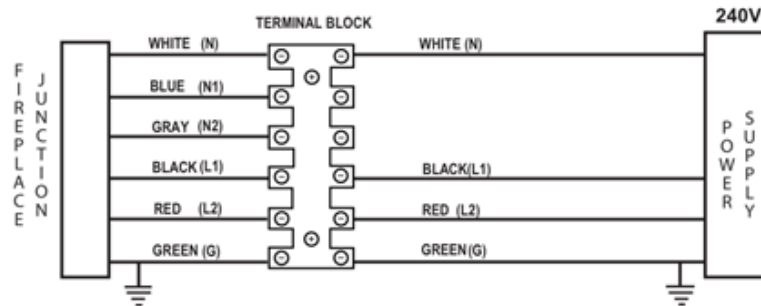 240V
TERMINAL BLOCK
WHITE (N)
WHITE (N)
BLUE (N1)
GRAY (N2)
BLACK (L1)
BLACK(L1)
RED (L2)
RED (L2)
GREEN (G)
GREEN(G)
FIREPLACE
JUNCTION
POWER
SUPPLY